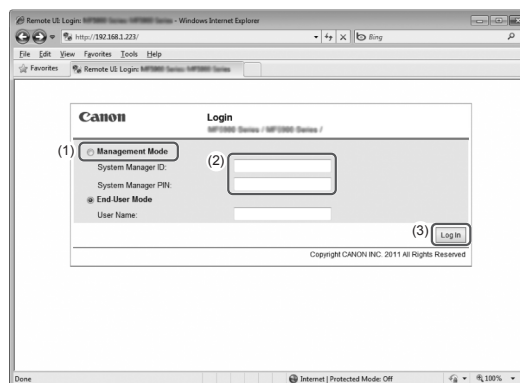 Remote UI: Login: - Windows Internet Explorer
http://192.168.1.223/
Bing
File Edit View Favorites Tools Help
Favorites Remote UI: Login:
Canon
Login
(1) Management Mode
(2)
System Manager ID:
System Manager PIN:
End-User Mode
User Name:
(3) Log In
Copyright CANON INC. 2011 All Rights Reserved
Done Internet | Protected Mode: Off 100%